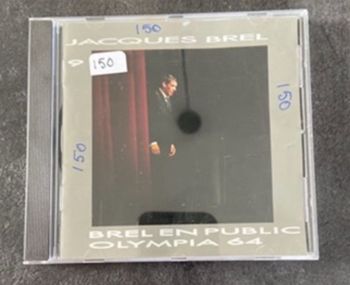 150
JACQUES BREL
9 150
150
150
BREL EN PUBLIC
OLYMPIA 64